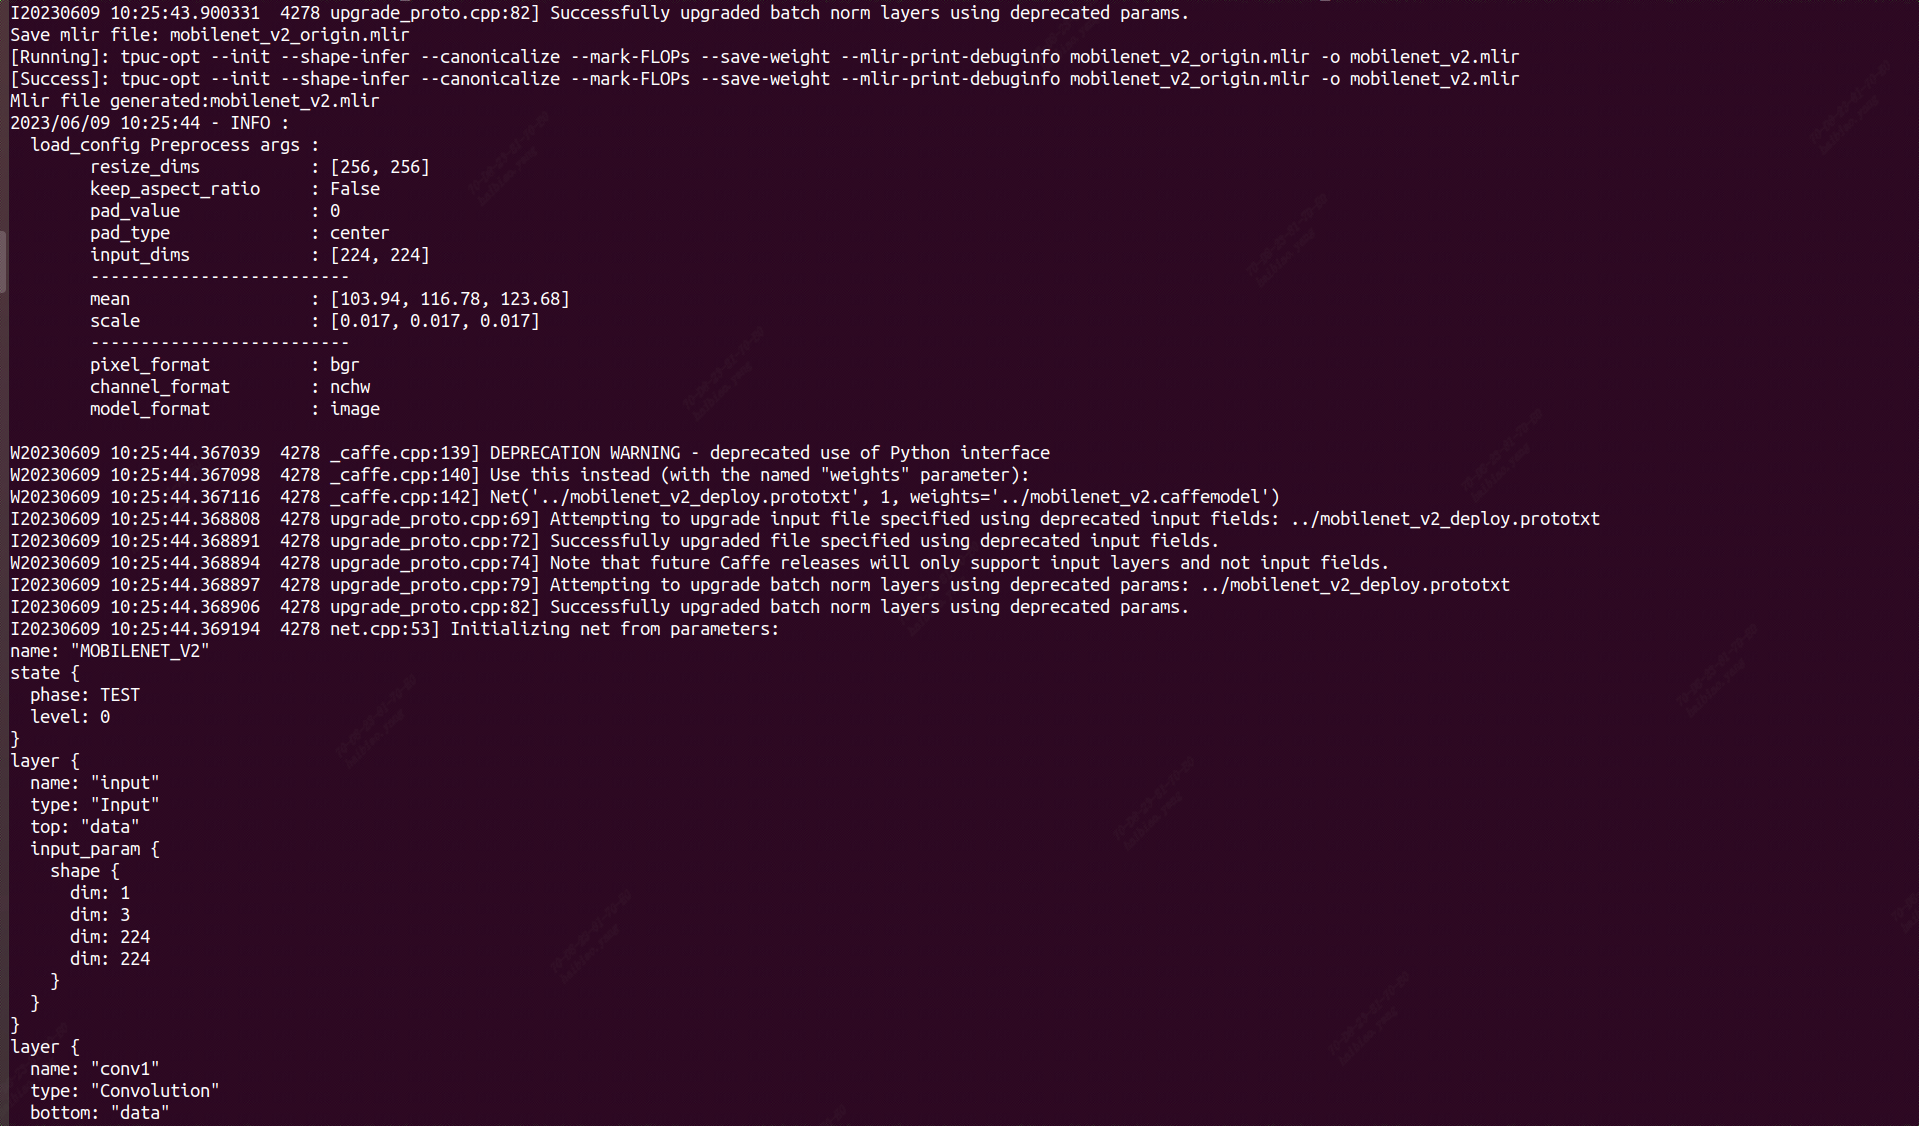 I20230609 10:25:43.900331  4278 upgrade_proto.cpp:82] Successfully upgraded batch norm layers using deprecated params.
Save mlir file: mobilenet_v2_origin.mlir
[Running]: tpuc-opt --init --shape-infer --canonicalize --mark-FLOPs --save-weight --mlir-print-debuginfo mobilenet_v2_origin.mlir -o mobilenet_v2.mlir
[Success]: tpuc-opt --init --shape-infer --canonicalize --mark-FLOPs --save-weight --mlir-print-debuginfo mobilenet_v2_origin.mlir -o mobilenet_v2.mlir
Mlir file generated:mobilenet_v2.mlir
2023/06/09 10:25:44 - INFO :
  load_config Preprocess args :
        resize_dims           : [256, 256]
        keep_aspect_ratio     : False
        pad_value             : 0
        pad_type              : center
        input_dims            : [224, 224]
        --------------------------
        mean                  : [103.94, 116.78, 123.68]
        scale                 : [0.017, 0.017, 0.017]
        --------------------------
        pixel_format          : bgr
        channel_format        : nchw
        model_format          : image
W20230609 10:25:44.367039  4278 _caffe.cpp:139] DEPRECATION WARNING - deprecated use of Python interface
W20230609 10:25:44.367098  4278 _caffe.cpp:140] Use this instead (with the named "weights" parameter):
W20230609 10:25:44.367116  4278 _caffe.cpp:142] Net('../mobilenet_v2_deploy.prototxt', 1, weights='../mobilenet_v2.caffemodel')
I20230609 10:25:44.368808  4278 upgrade_proto.cpp:69] Attempting to upgrade input file specified using deprecated input fields: ../mobilenet_v2_deploy.prototxt
I20230609 10:25:44.368891  4278 upgrade_proto.cpp:72] Successfully upgraded file specified using deprecated input fields.
W20230609 10:25:44.368894  4278 upgrade_proto.cpp:74] Note that future Caffe releases will only support input layers and not input fields.
I20230609 10:25:44.368897  4278 upgrade_proto.cpp:79] Attempting to upgrade batch norm layers using deprecated params: ../mobilenet_v2_deploy.prototxt
I20230609 10:25:44.368906  4278 upgrade_proto.cpp:82] Successfully upgraded batch norm layers using deprecated params.
I20230609 10:25:44.369194  4278 net.cpp:53] Initializing net from parameters:
name: "MOBILENET_V2"
state {
  phase: TEST
  level: 0
}
layer {
  name: "input"
  type: "Input"
  top: "data"
  input_param {
    shape {
      dim: 1
      dim: 3
      dim: 224
      dim: 224
    }
  }
}
layer {
  name: "conv1"
  type: "Convolution"
  bottom: "data"